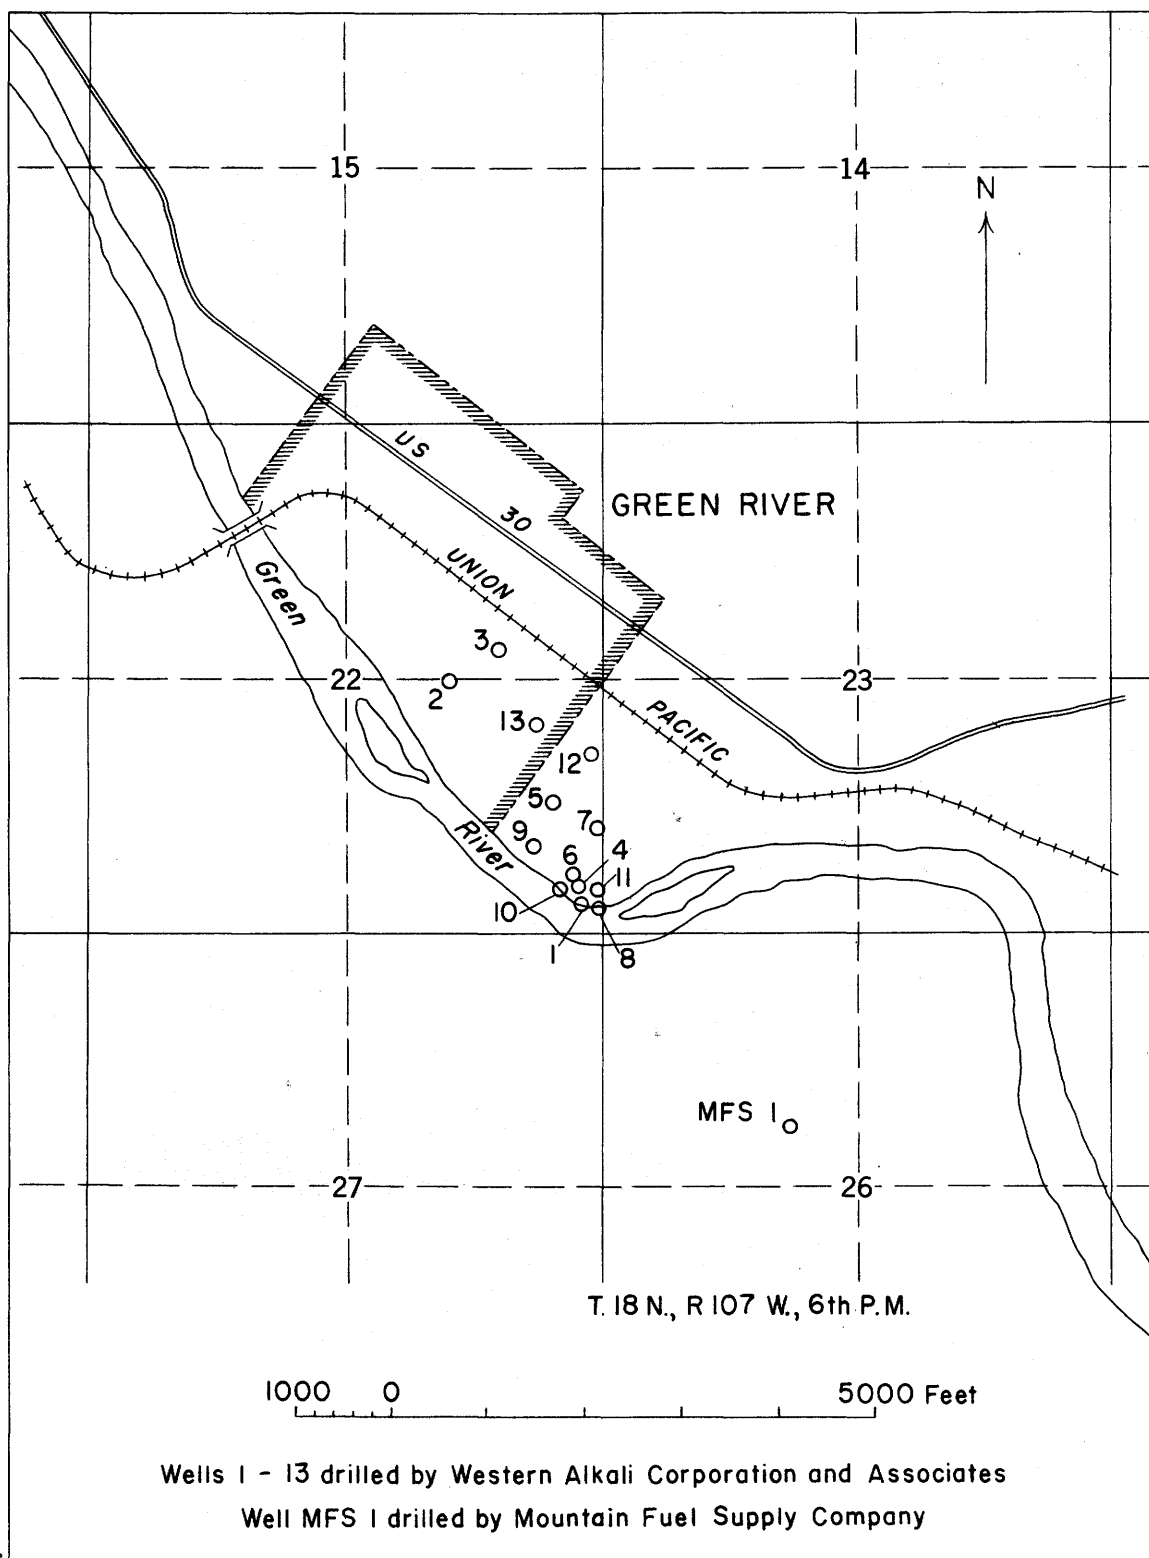 15
14
N
US
30
GREEN RIVER
UNION
Green
3
22
2
23
PACIFIC
13
12
5
7
River
9
6
4
11
10
1
8
MFS 1
27
26
T. 18 N., R 107 W., 6th P.M.
1000 0 5000 Feet
Wells 1 - 13 drilled by Western Alkali Corporation and Associates
Well MFS 1 drilled by Mountain Fuel Supply Company